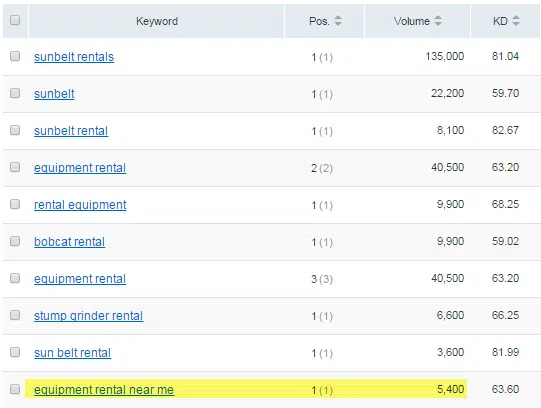 Keyword Pos. Volume KD
sunbelt rentals 1 (1) 135,000 81.04
sunbelt 1 (1) 22,200 59.70
sunbelt rental 1 (1) 8,100 82.67
equipment rental 2 (2) 40,500 63.20
rental equipment 1 (1) 9,900 68.25
bobcat rental 1 (1) 9,900 59.02
equipment rental 3 (3) 40,500 63.20
stump grinder rental 1 (1) 6,600 66.25
sun belt rental 1 (1) 3,600 81.99
equipment rental near me 1 (1) 5,400 63.60